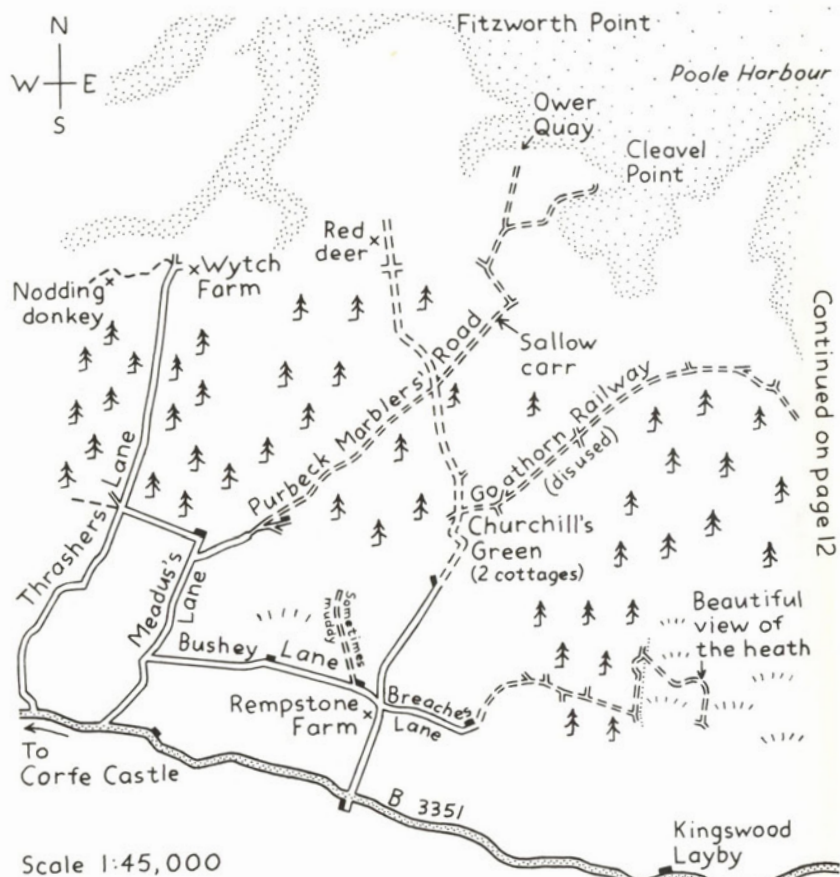 Fitzworth Point
N
W E
S
Poole Harbour
Ower
Quay
Cleavel
Point
Red
deer
Wytch
Farm
Nodding
donkey
Sallow
carr
Continued on page 12
Purbeck Marblers Road
Goathorn Railway
(disused)
Thrashers Lane
Churchill's
Green
(2 cottages)
Meadus's
Lane
Sometimes
muddy
Beautiful
view of
the heath
Bushey Lane
Rempstone
Farm
Breaches
Lane
To
Corfe Castle
B 3351
Kingswood
Layby
Scale 1:45,000